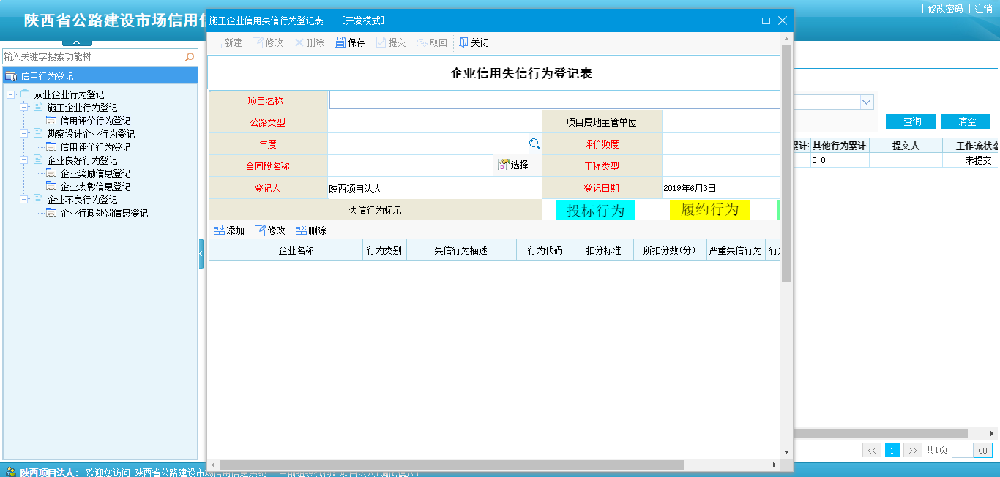 陕西省公路建设市场信用信
修改密码
注销
施工企业信用失信行为登记表——[开发模式]
新建 修改 删除 保存 提交 取回 关闭
输入关键字搜索功能树
信用行为登记
从业企业行为登记
施工企业行为登记
信用评价行为登记
勘察设计企业行为登记
信用评价行为登记
企业良好行为登记
企业奖励信息登记
企业表彰信息登记
企业不良行为登记
企业行政处罚信息登记
企业信用失信行为登记表
项目名称
公路类型 项目属地主管单位
年度 评价频度
合同段名称 选择 工程类型
登记人 陕西项目法人 登记日期 2019年6月3日
失信行为标示 投标行为 履约行为
添加 修改 删除
企业名称 行为类别 失信行为描述 行为代码 扣分标准 所扣分数(分) 严重失信行为 行为
查询 清空
累计 其他行为累计 提交人 工作流状态
0.0 未提交
<< 1 >> 共1页 GO
陕西项目法人: 欢迎您访问 陕西省公路建设市场信用信息系统 当前组织机构: 项目法人[调试模式]